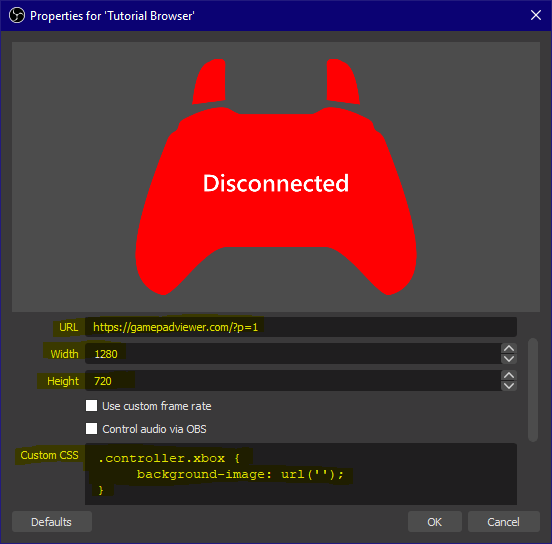 Properties for 'Tutorial Browser'
Disconnected
URL https://gamepadviewer.com/?p=1
Width 1280
Height 720
Use custom frame rate
Control audio via OBS
Custom CSS .controller.xbox {
background-image: url('');
}
Defaults OK Cancel